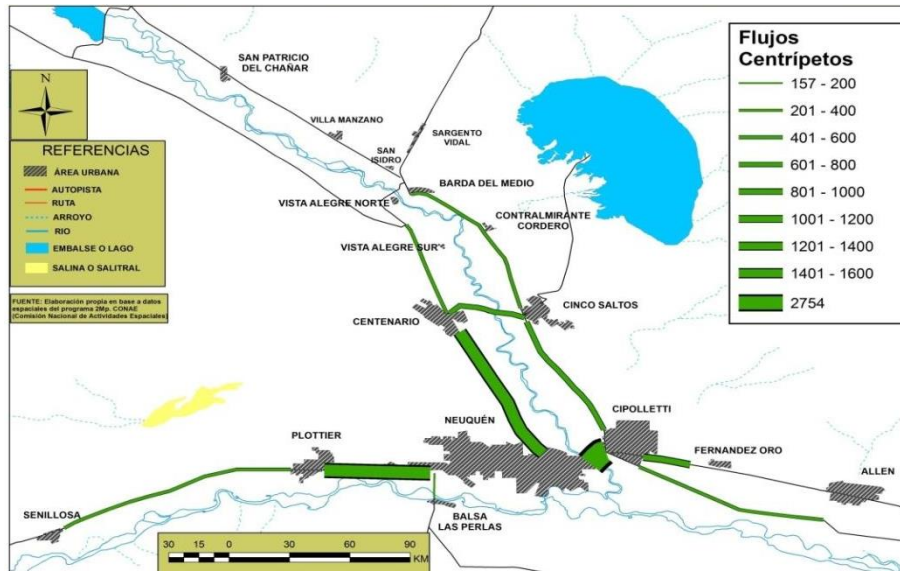 SAN PATRICIO
DEL CHAÑAR
VILLA MANZANO
SAN
ISIDRO
SARGENTO
VIDAL
BARDA DEL MEDIO
VISTA ALEGRE NORTE
CONTRALMIRANTE
CORDERO
VISTA ALEGRE SUR
CENTENARIO
CINCO SALTOS
CIPOLLETTI
NEUQUÉN
PLOTTIER
FERNANDEZ ORO
ALLEN
SENILLOSA
BALSA
LAS PERLAS
N
REFERENCIAS
ÁREA URBANA
AUTOPISTA
RUTA
ARROYO
RIO
EMBALSE O LAGO
SALINA O SALITRAL
FUENTE: Elaboración propia en base a datos
espaciales del programa 2Mp. CONAE
(Comisión Nacional de Actividades Espaciales)
Flujos
Centrípetos
157 - 200
201 - 400
401 - 600
601 - 800
801 - 1000
1001 - 1200
1201 - 1400
1401 - 1600
2754
30 15 0 30 60 90
KM